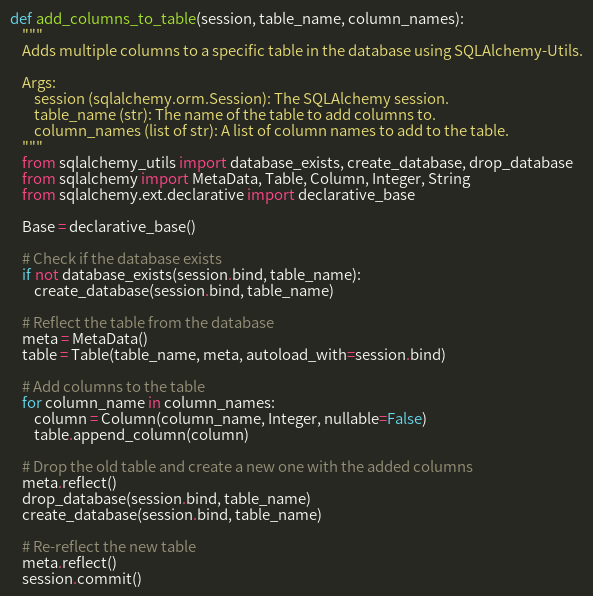 def add_columns_to_table(session, table_name, column_names):
    """
    Adds multiple columns to a specific table in the database using SQLAlchemy-Utils.

    Args:
        session (sqlalchemy.orm.Session): The SQLAlchemy session.
        table_name (str): The name of the table to add columns to.
        column_names (list of str): A list of column names to add to the table.
    """
    from sqlalchemy_utils import database_exists, create_database, drop_database
    from sqlalchemy import MetaData, Table, Column, Integer, String
    from sqlalchemy.ext.declarative import declarative_base

    Base = declarative_base()

    # Check if the database exists
    if not database_exists(session.bind, table_name):
        create_database(session.bind, table_name)

    # Reflect the table from the database
    meta = MetaData()
    table = Table(table_name, meta, autoload_with=session.bind)

    # Add columns to the table
    for column_name in column_names:
        column = Column(column_name, Integer, nullable=False)
        table.append_column(column)

    # Drop the old table and create a new one with the added columns
    meta.reflect()
    drop_database(session.bind, table_name)
    create_database(session.bind, table_name)

    # Re-reflect the new table
    meta.reflect()
    session.commit()